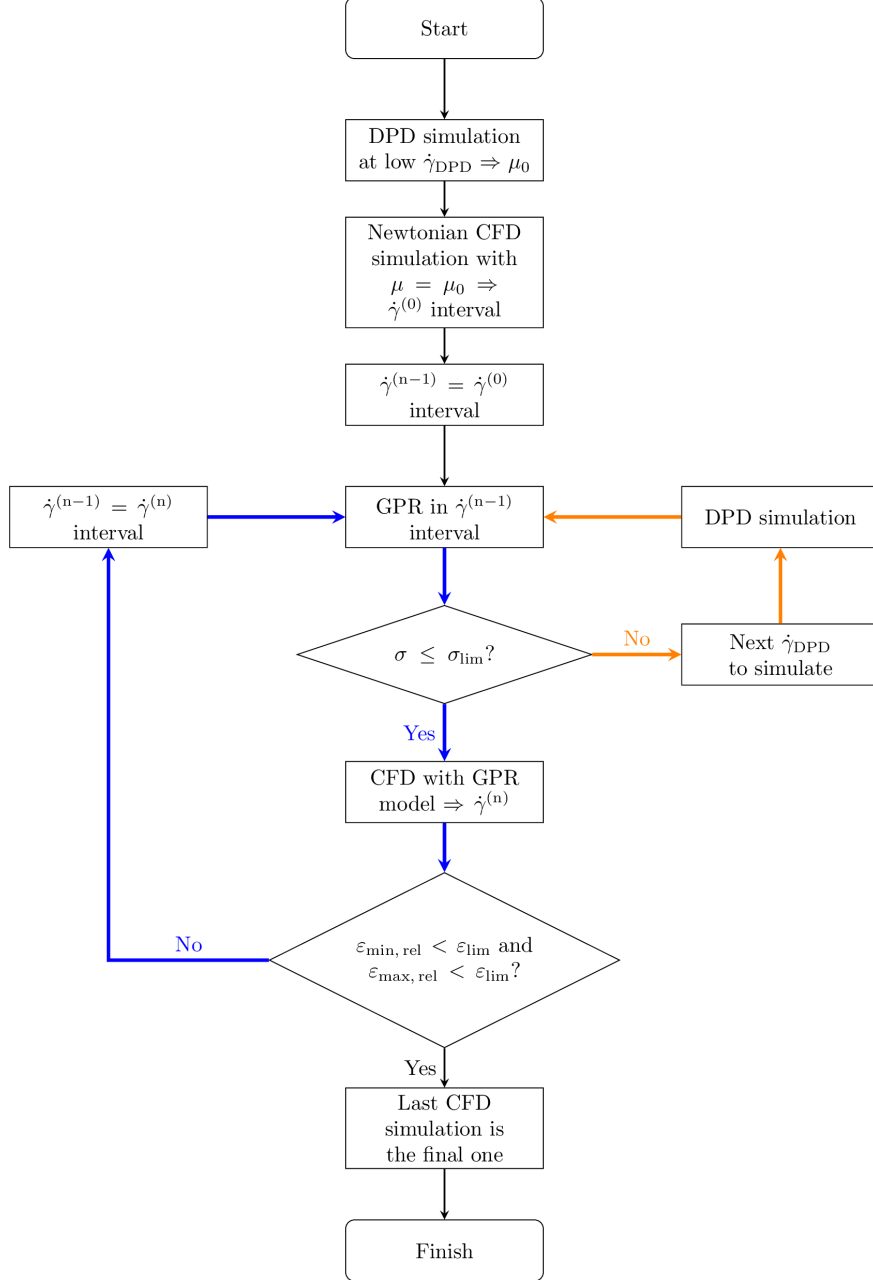 Start
DPD simulation
at low γ̇_DPD ⇒ μ₀
Newtonian CFD
simulation with
μ = μ₀ ⇒
γ̇⁽⁰⁾ interval
γ̇⁽ⁿ⁻¹⁾ = γ̇⁽⁰⁾
interval
γ̇⁽ⁿ⁻¹⁾ = γ̇⁽ⁿ⁾
interval
GPR in γ̇⁽ⁿ⁻¹⁾
interval
DPD simulation
σ ≤ σ_lim?
No
Next γ̇_DPD
to simulate
Yes
CFD with GPR
model ⇒ γ̇⁽ⁿ⁾
No
ε_min, rel < ε_lim and
ε_max, rel < ε_lim?
Yes
Last CFD
simulation is
the final one
Finish